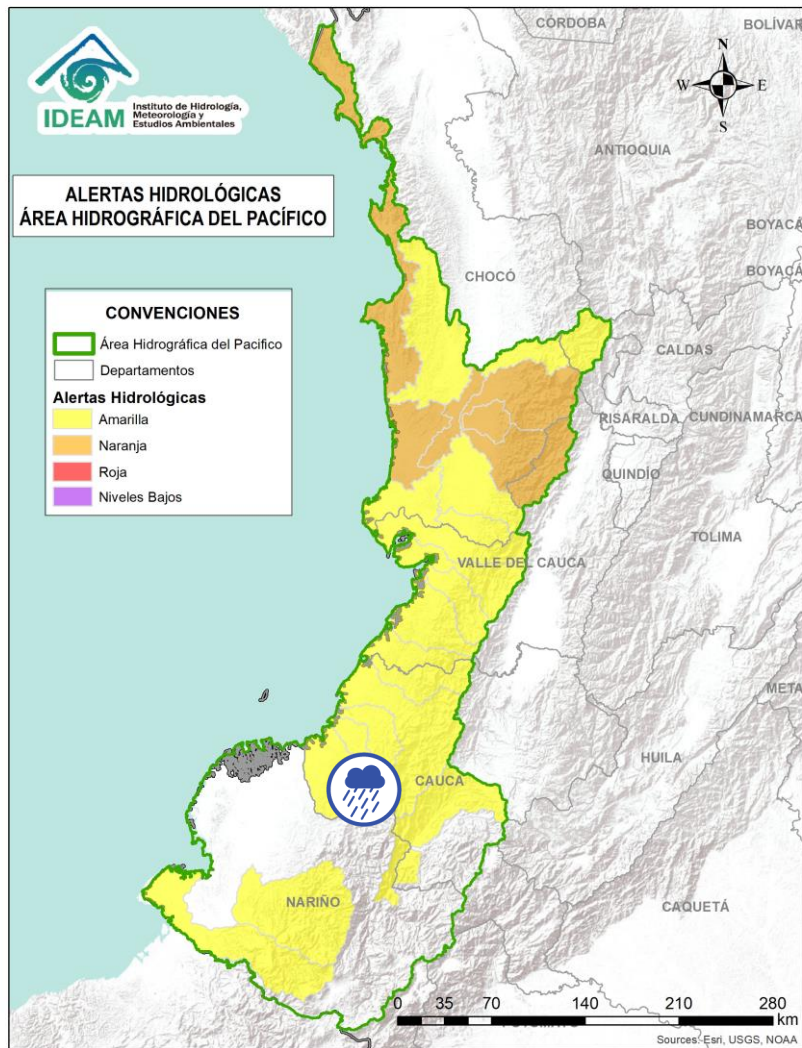 IDEAM
Instituto de Hidrología,
Meteorología y
Estudios Ambientales
ALERTAS HIDROLÓGICAS
ÁREA HIDROGRÁFICA DEL PACÍFICO
CONVENCIONES
Área Hidrográfica del Pacifico
Departamentos
Alertas Hidrológicas
Amarilla
Naranja
Roja
Niveles Bajos
N
W E
S
CÓRDOBA
BOLÍVAR
ANTIOQUIA
BOYACÁ
BOYACÁ
CHOCÓ
CALDAS
RISARALDA
CUNDINAMARCA
QUINDÍO
TOLIMA
VALLE DEL CAUCA
META
HUILA
CAUCA
NARIÑO
CAQUETÁ
0 35 70 140 210 280
km
Sources: Esri, USGS, NOAA